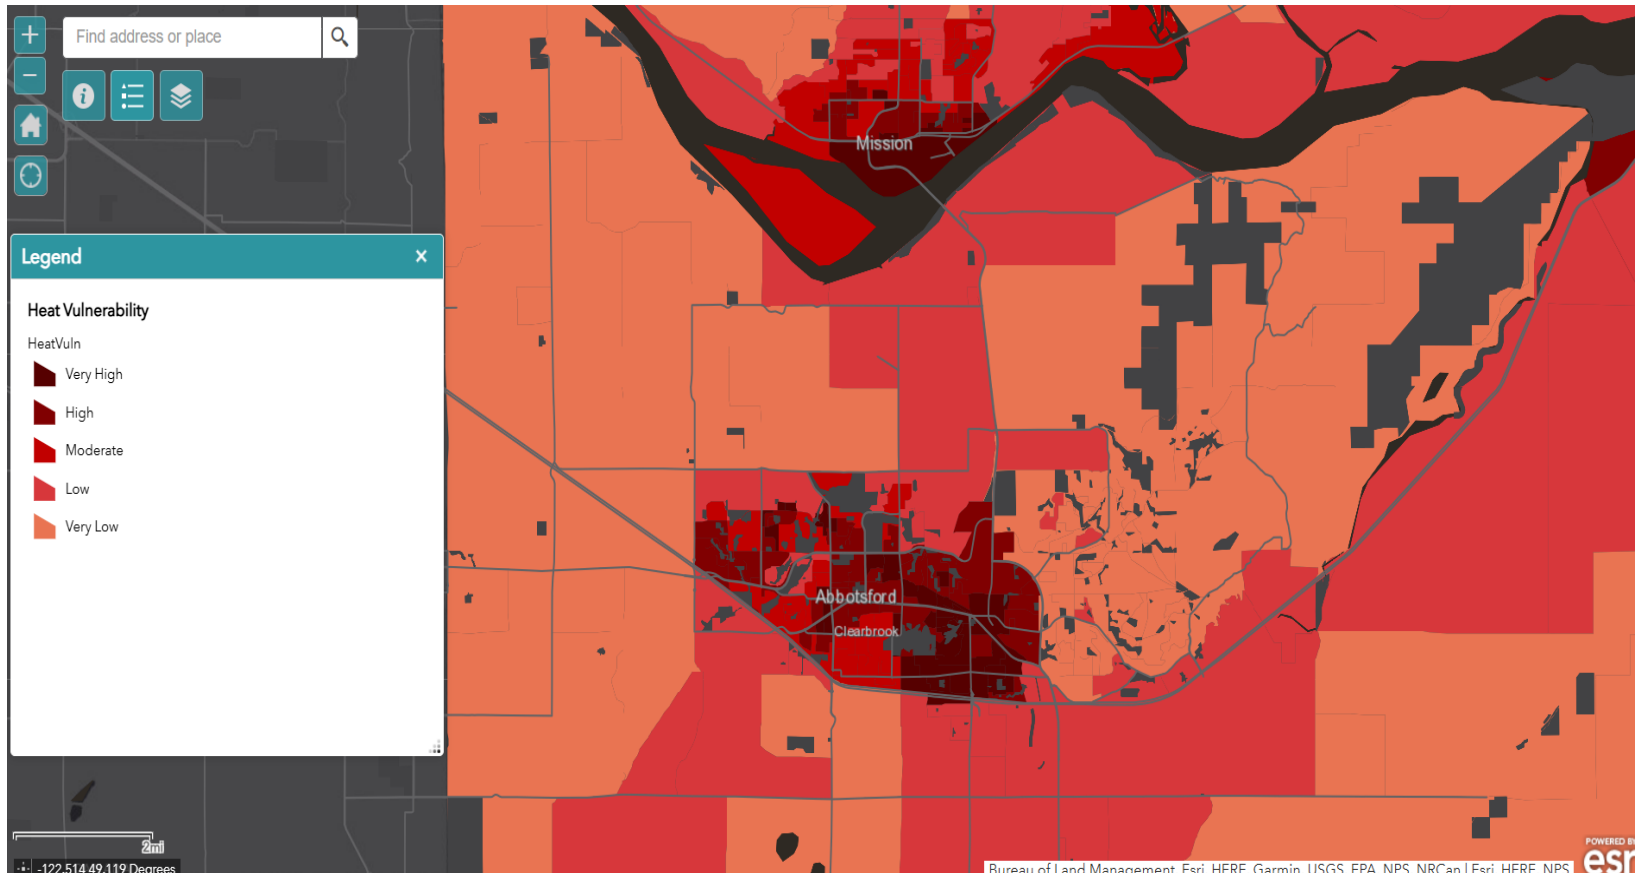 Find address or place
Legend
Heat Vulnerability
HeatVuln
Very High
High
Moderate
Low
Very Low
Mission
Abbotsford
Clearbrook
2mi
-122.514 49.119 Degrees
Bureau of Land Management, Esri, HERE, Garmin, USGS, EPA, NPS, NRCan | Esri, HERE, NPS
POWERED BY
esri